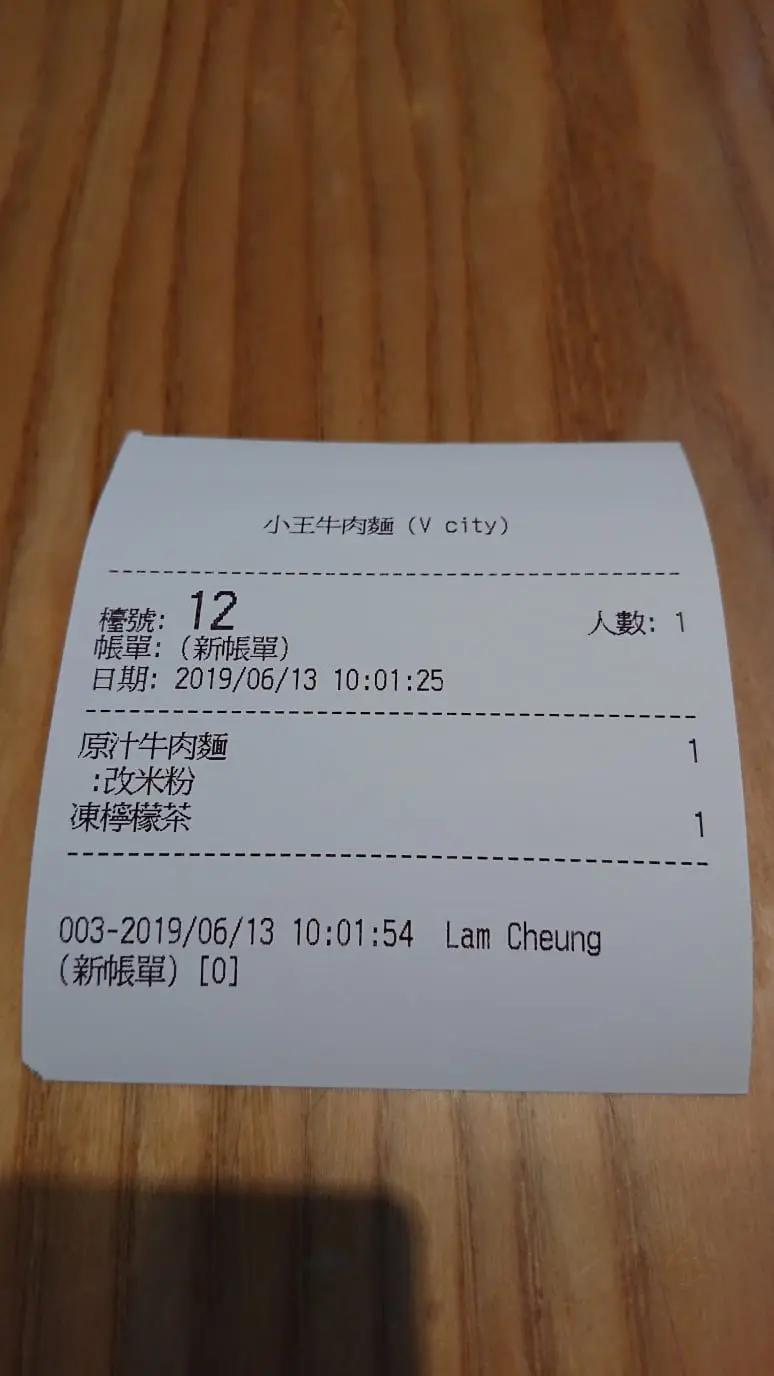 小王牛肉麵 (V city)
檯號: 12 人數: 1
帳單: (新帳單)
日期: 2019/06/13 10:01:25
原汁牛肉麵 1
:改米粉
凍檸檬茶 1
003-2019/06/13 10:01:54 Lam Cheung
(新帳單) [0]